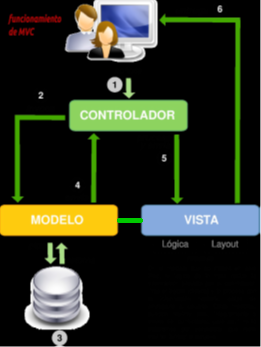 funcionamiento
de MVC
6
1
2
CONTROLADOR
5
4
MODELO
VISTA
Lógica Layout
3